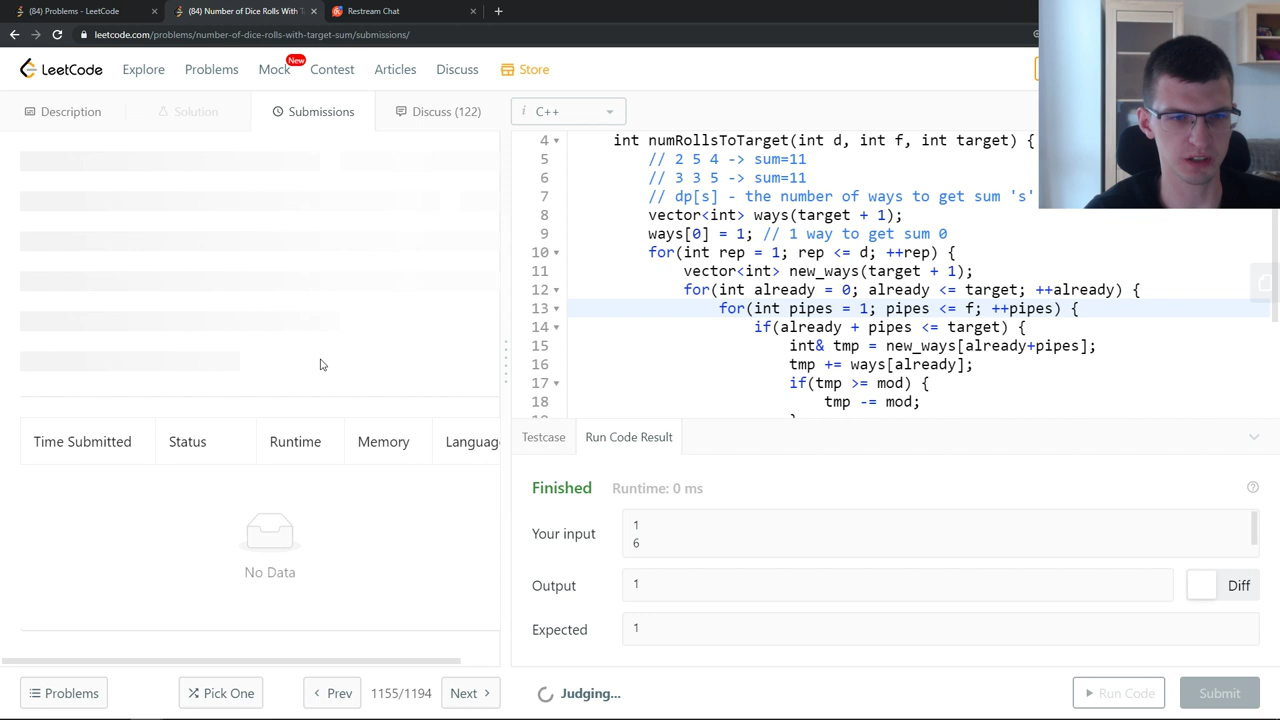 (84) Problems - LeetCode
(84) Number of Dice Rolls With
Restream Chat
leetcode.com/problems/number-of-dice-rolls-with-target-sum/submissions/
LeetCode
Explore
Problems
Mock
New
Contest
Articles
Discuss
Store
Description
Solution
Submissions
Discuss (122)
i C++
4 int numRollsToTarget(int d, int f, int target) {
5 // 2 5 4 -> sum=11
6 // 3 3 5 -> sum=11
7 // dp[s] - the number of ways to get sum 's'
8 vector<int> ways(target + 1);
9 ways[0] = 1; // 1 way to get sum 0
10 for(int rep = 1; rep <= d; ++rep) {
11 vector<int> new_ways(target + 1);
12 for(int already = 0; already <= target; ++already) {
13 for(int pipes = 1; pipes <= f; ++pipes) {
14 if(already + pipes <= target) {
15 int& tmp = new_ways[already+pipes];
16 tmp += ways[already];
17 if(tmp >= mod) {
18 tmp -= mod;
Time Submitted
Status
Runtime
Memory
Language
No Data
Testcase
Run Code Result
Finished
Runtime: 0 ms
Your input
1
6
Output
1
Diff
Expected
1
Problems
Pick One
Prev
1155/1194
Next
Judging...
Run Code
Submit